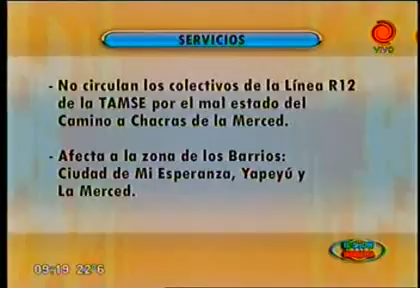 SERVICIOS
VIVO
- No circulan los colectivos de la Línea R12
de la TAMSE por el mal estado del
Camino a Chacras de la Merced.
- Afecta a la zona de los Barrios:
Ciudad de Mi Esperanza, Yapeyú y
La Merced.
09:19 22°6